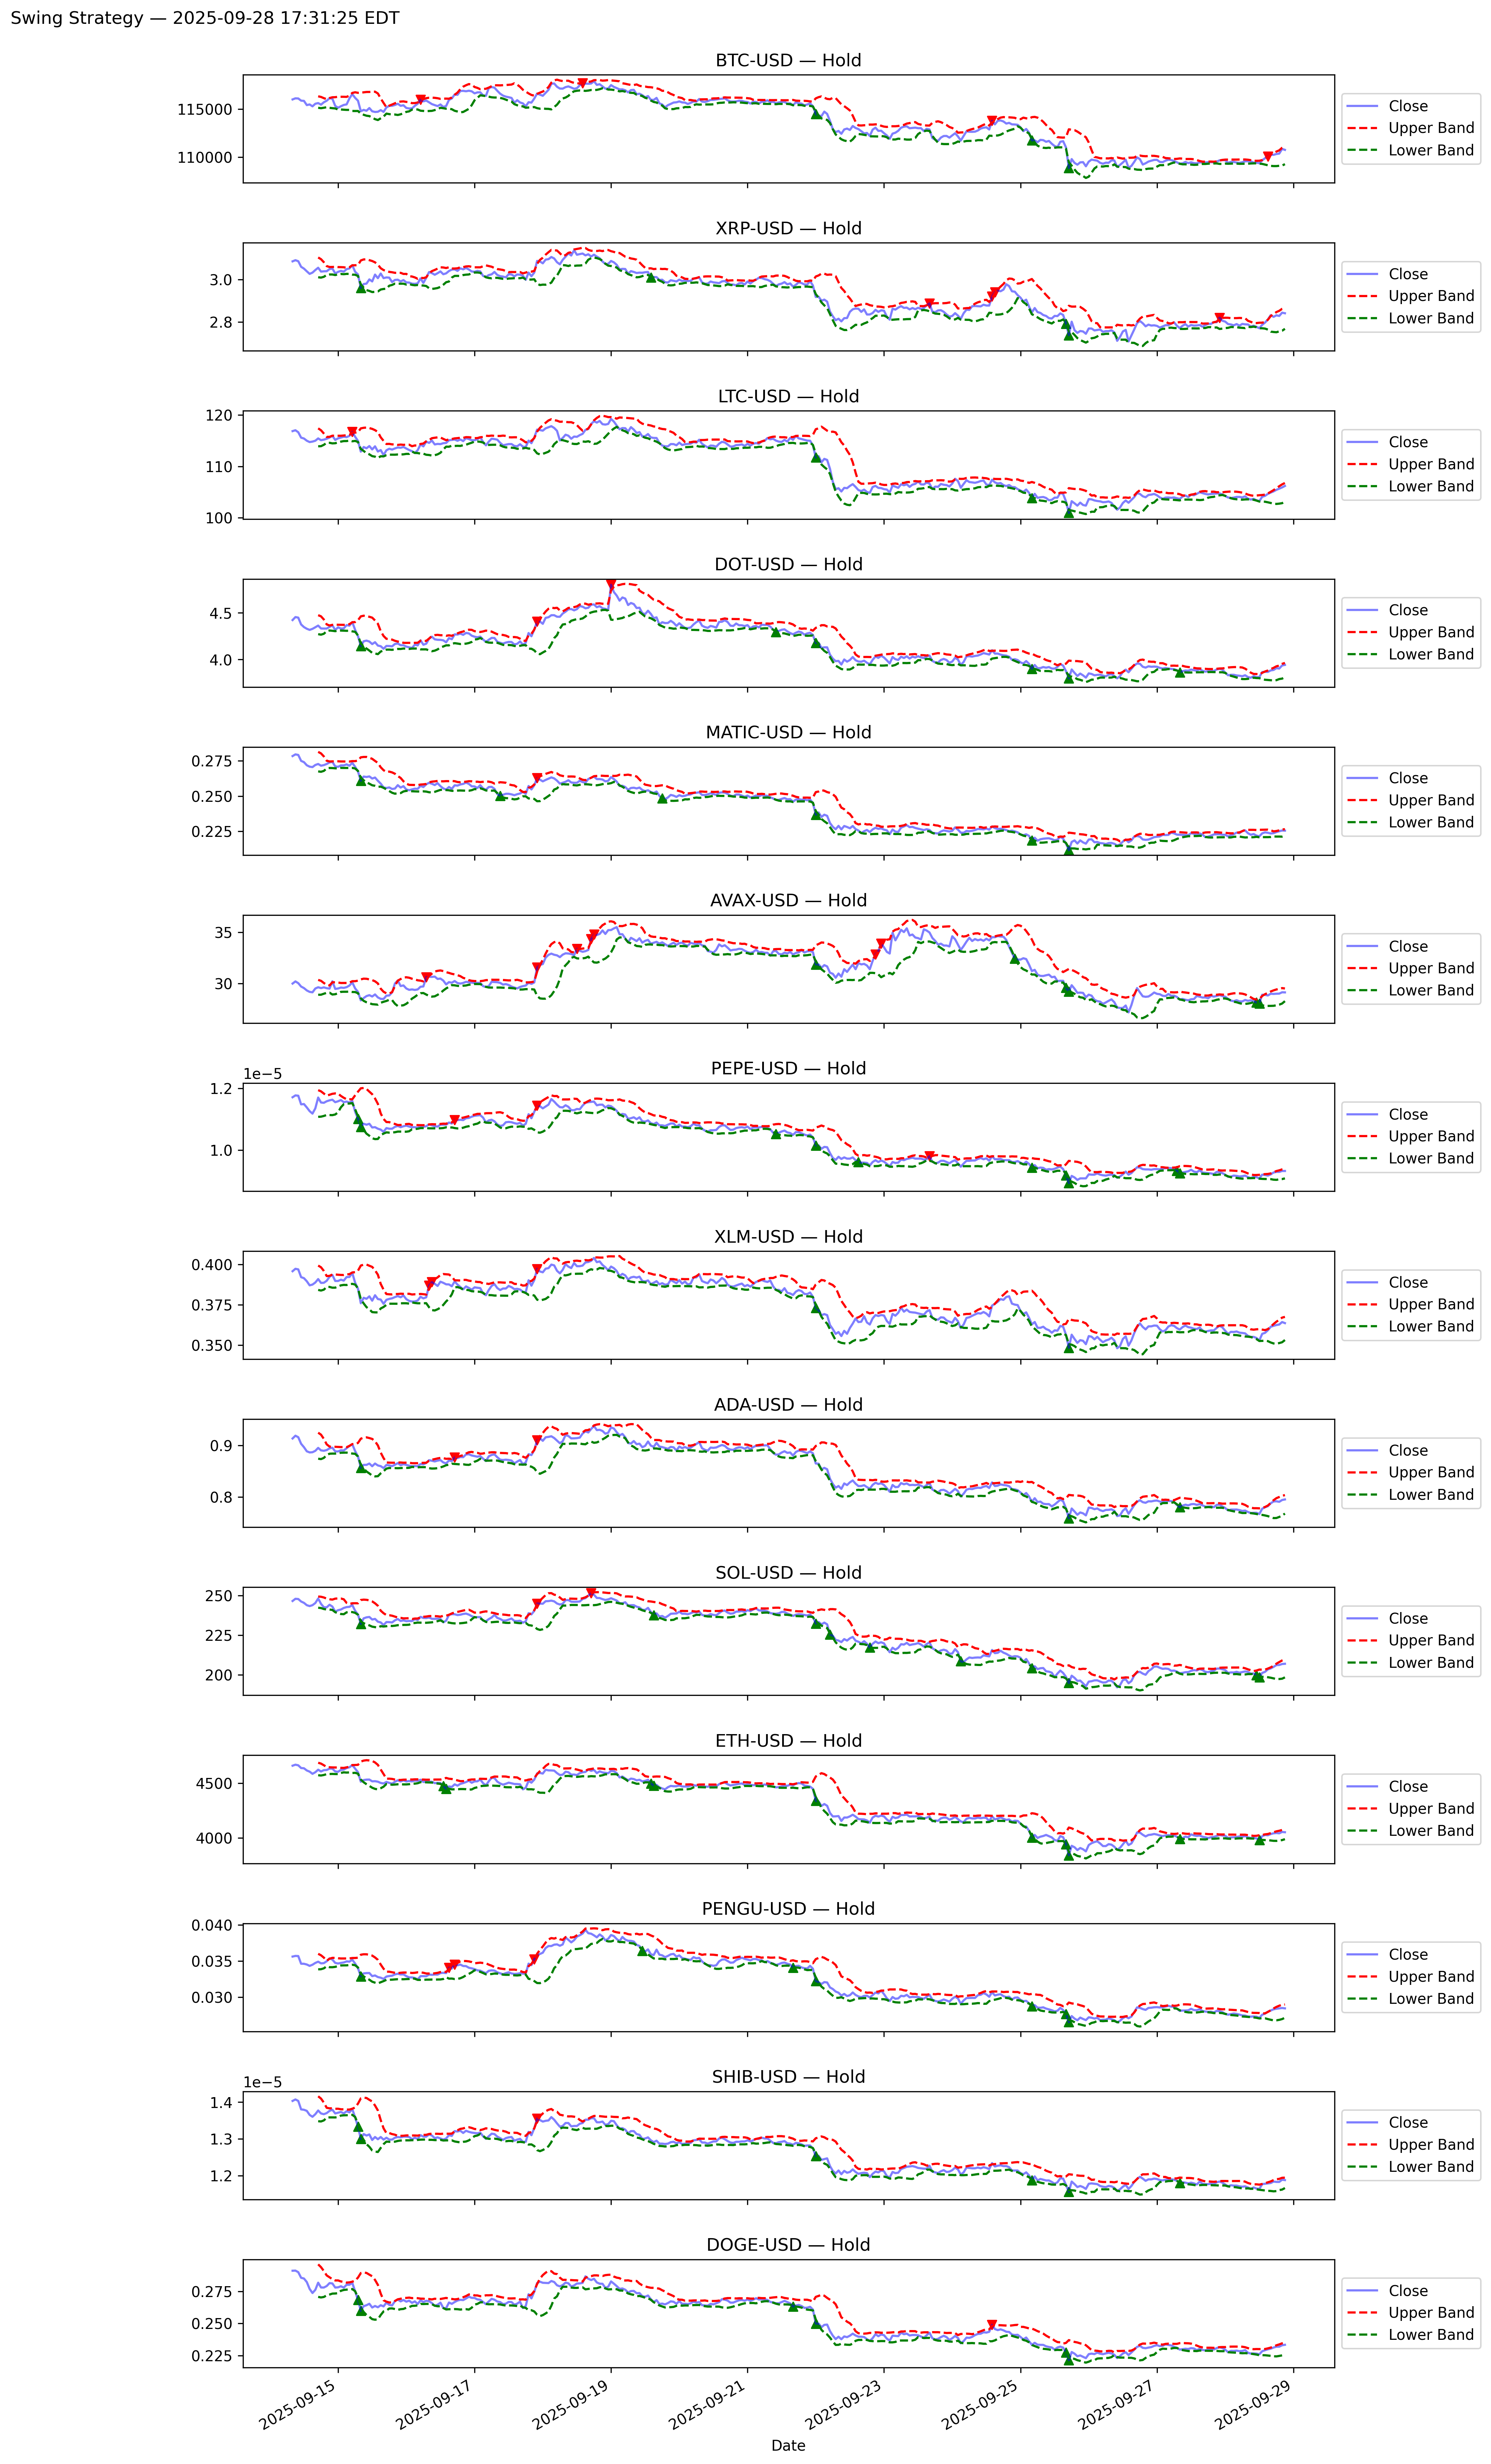 Swing Strategy — 2025-09-28 17:31:25 EDT
BTC-USD — Hold
115000
110000
Close
Upper Band
Lower Band
XRP-USD — Hold
3.0
2.8
Close
Upper Band
Lower Band
LTC-USD — Hold
120
110
100
Close
Upper Band
Lower Band
DOT-USD — Hold
4.5
4.0
Close
Upper Band
Lower Band
MATIC-USD — Hold
0.275
0.250
0.225
Close
Upper Band
Lower Band
AVAX-USD — Hold
35
30
Close
Upper Band
Lower Band
PEPE-USD — Hold
1e−5
1.2
1.0
Close
Upper Band
Lower Band
XLM-USD — Hold
0.400
0.375
0.350
Close
Upper Band
Lower Band
ADA-USD — Hold
0.9
0.8
Close
Upper Band
Lower Band
SOL-USD — Hold
250
225
200
Close
Upper Band
Lower Band
ETH-USD — Hold
4500
4000
Close
Upper Band
Lower Band
PENGU-USD — Hold
0.040
0.035
0.030
Close
Upper Band
Lower Band
SHIB-USD — Hold
1e−5
1.4
1.3
1.2
Close
Upper Band
Lower Band
DOGE-USD — Hold
0.275
0.250
0.225
Close
Upper Band
Lower Band
2025-09-15
2025-09-17
2025-09-19
2025-09-21
2025-09-23
2025-09-25
2025-09-27
2025-09-29
Date